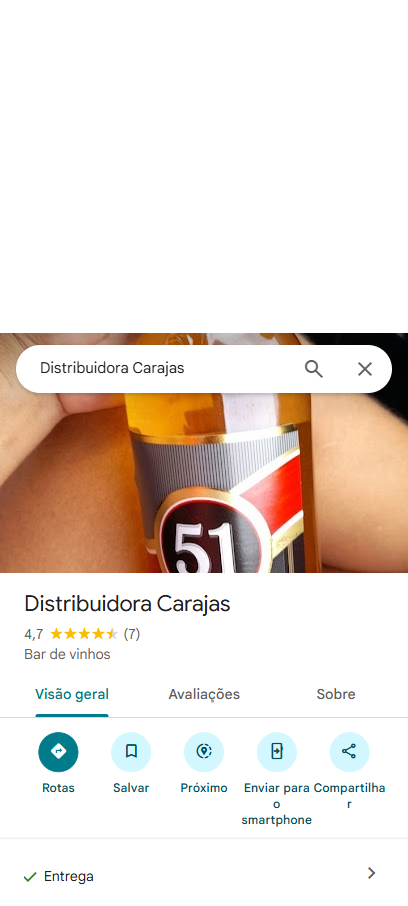 Distribuidora Carajas
51
Distribuidora Carajas
4,7 (7)
Bar de vinhos
Visão geral Avaliações Sobre
Rotas Salvar Próximo Enviar para o smartphone Compartilhar
Entrega